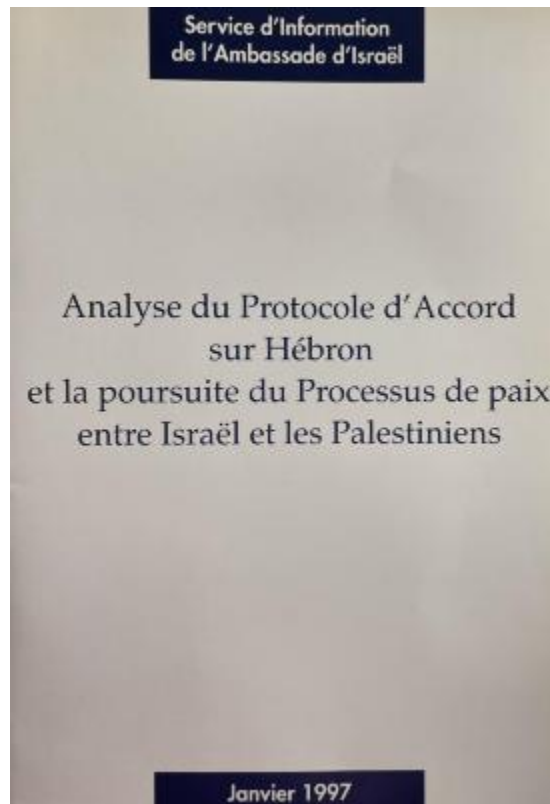 Service d'Information
de l'Ambassade d'Israël
Analyse du Protocole d'Accord
sur Hébron
et la poursuite du Processus de paix
entre Israël et les Palestiniens
Janvier 1997